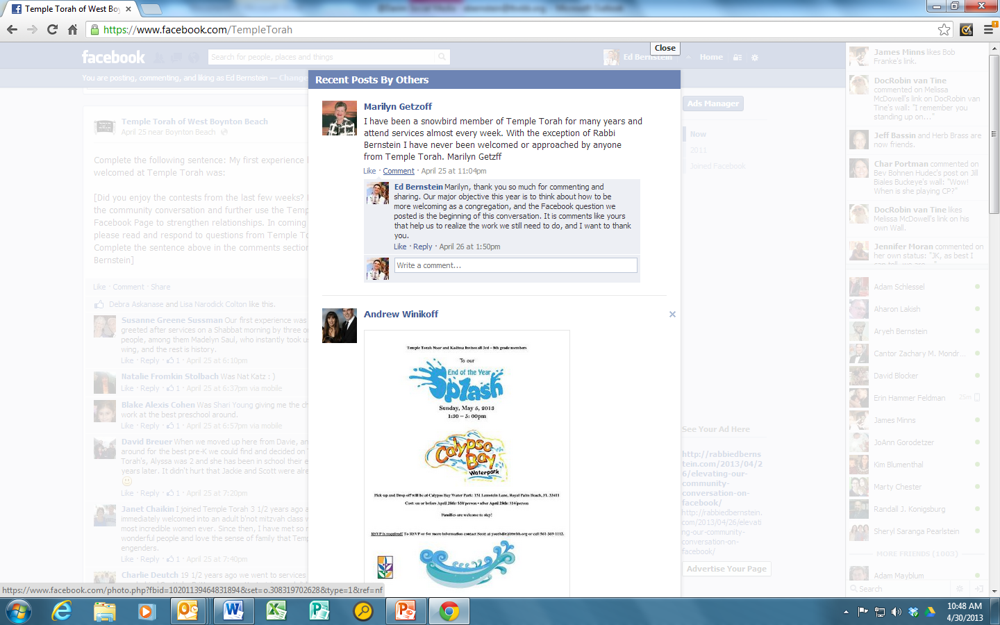 Temple Torah of West Boy
https://www.facebook.com/TempleTorah
Close
facebook
Search for people, places and things
Ed Bernstein
Home
You are posting, commenting, and liking as Ed Bernstein — Change
Recent Posts By Others
Marilyn Getzoff
I have been a snowbird member of Temple Torah for many years and
attend services almost every week. With the exception of Rabbi
Bernstein I have never been welcomed or approached by anyone
from Temple Torah. Marilyn Getzff
Like · Comment · April 25 at 11:04pm
Ed Bernstein Marilyn, thank you so much for commenting and
sharing. Our major objective this year is to think about how to be
more welcoming as a congregation, and the Facebook question we
posted is the beginning of this conversation. It is comments like yours
that help us to realize the work we still need to do, and I want to thank
you.
Like · Reply · April 26 at 1:50pm
Write a comment...
Andrew Winikoff
Temple Torah Noar and Kadima Invites all 3rd – 8th grade members
To our
End of the Year
Splash
Sunday, May 5, 2013
1:30 – 5:00pm
Calypso
Bay
Waterpark
Pick-up and Drop off will be at Calypso Bay Water Park: 151 Lamstein Lane, Royal Palm Beach, FL 33411
Cost: on or before April 28th: $10/person • after April 28th: $14/person
Families are welcome to stay!
RSVP is required! To RSVP or for more information contact Scott at
or call 561-369-1112.
Temple Torah of West Boynton Beach
April 25 near Boynton Beach
Complete the following sentence: My first experience
welcomed at Temple Torah was:
[Did you enjoy the contests from the last few weeks?
the community conversation and further use the Temp
Facebook Page to strengthen relationships. In coming
please read and respond to questions from Temple To
Complete the sentence above in the comments section
Bernstein]
Like · Comment · Share
Debra Askanase and Lisa Narodick Colton like this.
Susanne Greene Sussman Our first experience was
greeted after services on a Shabbat morning by three or
people, among them Madelyn Saul, who instantly took us
wing, and the rest is history.
Like · Reply · 1 · April 25 at 6:10pm
Natalie Fromkin Stolbach Was Nat Katz : )
Like · Reply · 1 · April 25 at 6:37pm via mobile
Blake Alexis Cohen Was Shari Young giving me the ch
work at the best preschool around.
Like · Reply · 1 · April 25 at 6:57pm via mobile
David Breuer When we moved up here from Davie, an
around for the best pre-K we could find and decided on
Torah's, Alyssa was 2 and she has been in school their e
years later. It didn't hurt that Jackie and Scott were alre
Like · Reply · 1 · April 25 at 7:20pm
Janet Chaikin I joined Temple Torah 3 1/2 years ago a
immediately welcomed into an adult b'not mitzvah class w
most incredible women ever. Since then, I have met so m
wonderful people and love the sense of family that Temp
engenders.
Like · Reply · 1 · April 25 at 7:40pm
Charlie Deutch 19 1/2 years ago we went to services
https://www.facebook.com/photo.php?fbid=10201139464831894&set=o.308319702628&type=1&ref=nf
Ads Manager
Now
2011
Joined Facebook
See Your Ad Here
http://rabbiedberns
tein.com/2013/04/2
6/elevating-our-
community-
conversation-on-
facebook/
http://rabbiedbernstein.
com/2013/04/26/elevati
ng-our-community-
conversation-on-
facebook/
Advertise Your Page
James Minns likes Bob
Franke's link.
DocRobin van Tine
commented on Melissa
McDowell's link on DocRobin van
Tine's wall: "I remember you
standing up on..."
Jeff Bassin and Herb Brass are
now friends.
Char Portman commented on
Bev Bohnen Hudec's post on Jill
Biales Buckeye's wall: "Wow!
When is she playing CP?"
DocRobin van Tine likes
Melissa McDowell's link on his
own Wall.
Jennifer Moran commented on
her own status: "JK, as best I
can tell, we are..."
Adam Schlessel
Aharon Lakish
Aryeh Bernstein
Cantor Zachary M. Mondr...
David Blocker
Erin Hammer Feldman 25m
James Minns
JoAnn Gorodetzer
Kim Blumenthal
Marty Chester
Randall J. Konigsburg
Sheryl Saranga Pearlstein
MORE FRIENDS (1003)
Adam Mayblum
Search
10:48 AM
4/30/2013